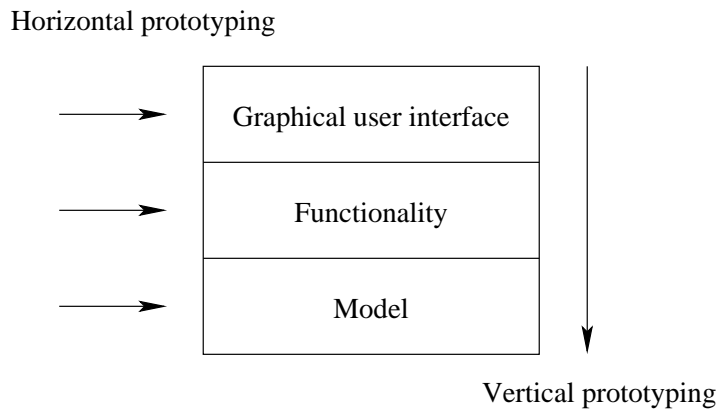 Horizontal prototyping
Graphical user interface
Functionality
Model
Vertical prototyping